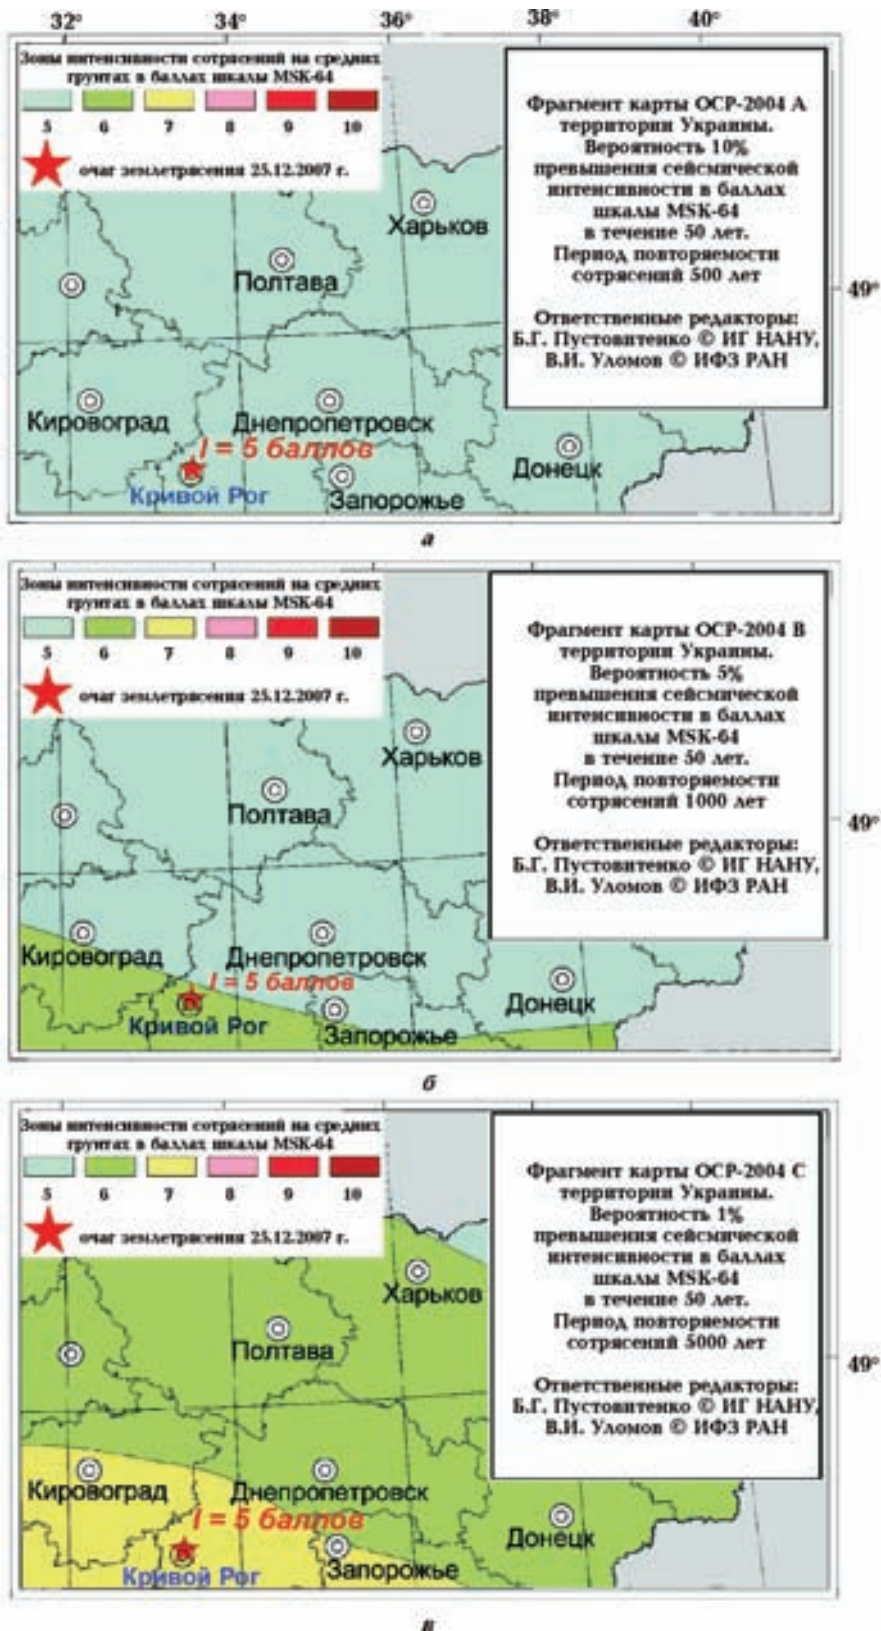 32° 34° 36° 38° 40°
Зоны интенсивности сотрясений на средних
грунтах в баллах шкалы MSK-64
5 6 7 8 9 10
очаг землетрясения 25.12.2007 г.
Фрагмент карты ОСР-2004 А
территории Украины.
Вероятность 10%
превышения сейсмической
интенсивности в баллах
шкалы MSK-64
в течение 50 лет.
Период повторяемости
сотрясений 500 лет
Ответственные редакторы:
Б.Г. Пустовитенко © ИГ НАНУ,
В.И. Уломов © ИФЗ РАН
49°
Харьков
Полтава
Кировоград
Днепропетровск
I = 5 баллов
Донецк
Кривой Рог
Запорожье
а
Зоны интенсивности сотрясений на средних
грунтах в баллах шкалы MSK-64
5 6 7 8 9 10
очаг землетрясения 25.12.2007 г.
Фрагмент карты ОСР-2004 В
территории Украины.
Вероятность 5%
превышения сейсмической
интенсивности в баллах
шкалы MSK-64
в течение 50 лет.
Период повторяемости
сотрясений 1000 лет
Ответственные редакторы:
Б.Г. Пустовитенко © ИГ НАНУ,
В.И. Уломов © ИФЗ РАН
49°
Харьков
Полтава
Кировоград
Днепропетровск
I = 5 баллов
Донецк
Кривой Рог
Запорожье
б
Зоны интенсивности сотрясений на средних
грунтах в баллах шкалы MSK-64
5 6 7 8 9 10
очаг землетрясения 25.12.2007 г.
Фрагмент карты ОСР-2004 С
территории Украины.
Вероятность 1%
превышения сейсмической
интенсивности в баллах
шкалы MSK-64
в течение 50 лет.
Период повторяемости
сотрясений 5000 лет
Ответственные редакторы:
Б.Г. Пустовитенко © ИГ НАНУ,
В.И. Уломов © ИФЗ РАН
49°
Харьков
Полтава
Кировоград
Днепропетровск
I = 5 баллов
Донецк
Кривой Рог
Запорожье
в